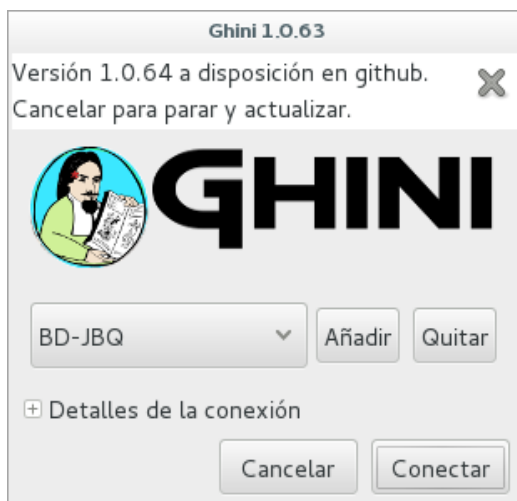 Ghini 1.0.63
Versión 1.0.64 a disposición en github.
Cancelar para parar y actualizar.
GHINI
BD-JBQ
Añadir
Quitar
Detalles de la conexión
Cancelar
Conectar